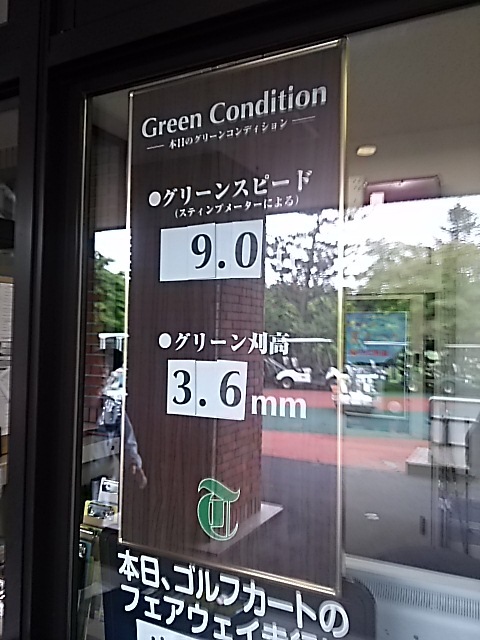 Green Condition
本日のグリーンコンディション
●グリーンスピード
(スティンプメーターによる)
9.0
●グリーン刈高
3.6 mm
T
本日、ゴルフカートの
フェアウェイ走行